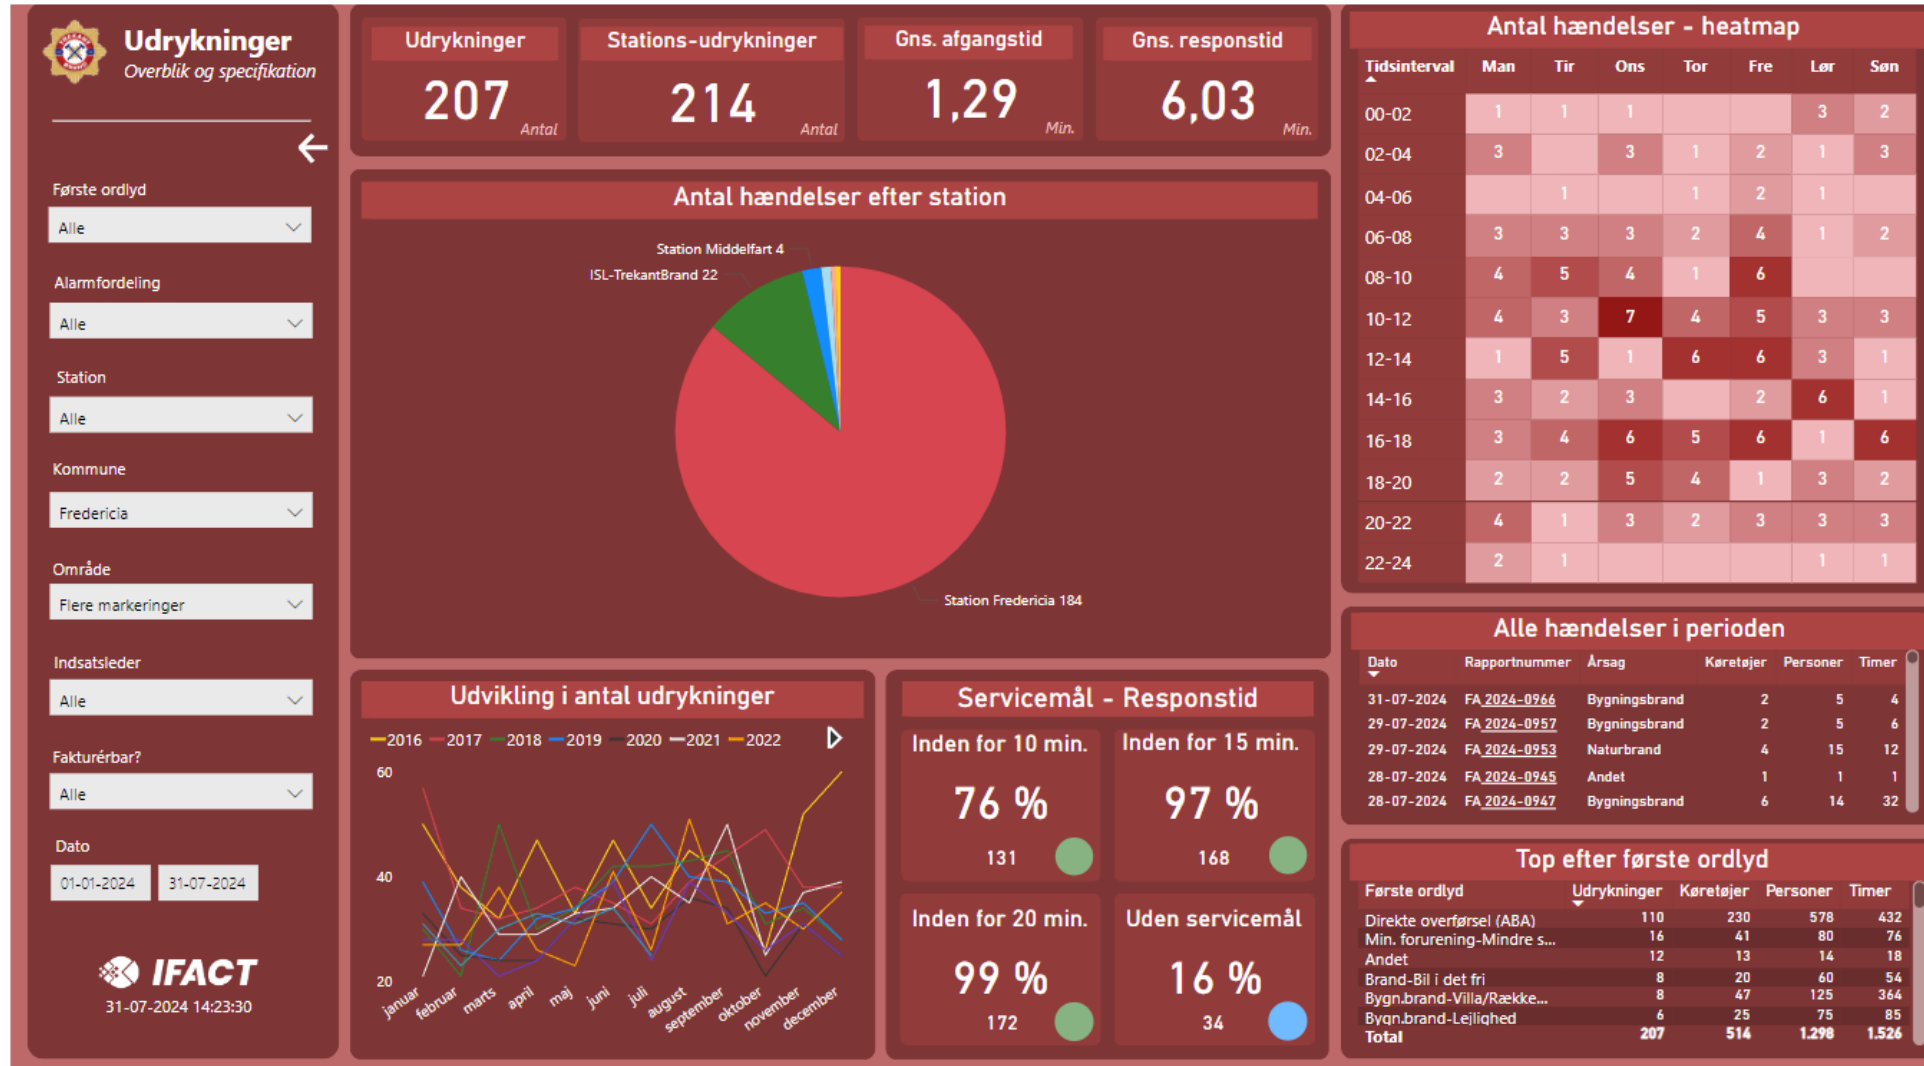 Udrykninger
Overblik og specifikation
Første ordlyd
Alle
Alarmfordeling
Alle
Station
Alle
Kommune
Fredericia
Område
Flere markeringer
Indsatsleder
Alle
Fakturérbar?
Alle
Dato
01-01-2024 31-07-2024
IFACT
31-07-2024 14:23:30
Udrykninger
207
Antal
Stations-udrykninger
214
Antal
Gns. afgangstid
1,29
Min.
Gns. responstid
6,03
Min.
Antal hændelser efter station
Station Middelfart 4
ISL-TrekantBrand 22
Station Fredericia 184
Udvikling i antal udrykninger
2016 2017 2018 2019 2020 2021 2022
60
40
20
januar februar marts april maj juni juli august september oktober november december
Servicemål - Responstid
Inden for 10 min.
76 %
131
Inden for 15 min.
97 %
168
Inden for 20 min.
99 %
172
Uden servicemål
16 %
34
Antal hændelser - heatmap
Tidsinterval Man Tir Ons Tor Fre Lør Søn
00-02 1 1 1 3 2
02-04 3 3 1 2 1 3
04-06 1 1 2 1
06-08 3 3 3 2 4 1 2
08-10 4 5 4 1 6
10-12 4 3 7 4 5 3 3
12-14 1 5 1 6 6 3 1
14-16 3 2 3 2 6 1
16-18 3 4 6 5 6 1 6
18-20 2 2 5 4 1 3 2
20-22 4 1 3 2 3 3 3
22-24 2 1 1 1
Alle hændelser i perioden
Dato Rapportnummer Årsag Køretøjer Personer Timer
31-07-2024 FA 2024-0966 Bygningsbrand 2 5 4
29-07-2024 FA 2024-0957 Bygningsbrand 2 5 6
29-07-2024 FA 2024-0953 Naturbrand 4 15 12
28-07-2024 FA 2024-0945 Andet 1 1 1
28-07-2024 FA 2024-0947 Bygningsbrand 6 14 32
Top efter første ordlyd
Første ordlyd Udrykninger Køretøjer Personer Timer
Direkte overførsel (ABA) 110 230 578 432
Min. forurening-Mindre s... 16 41 80 76
Andet 12 13 14 18
Brand-Bil i det fri 8 20 60 54
Bygn.brand-Villa/Række... 8 47 125 364
Bygn.brand-Lejlighed 6 25 75 85
Total 207 514 1.298 1.526